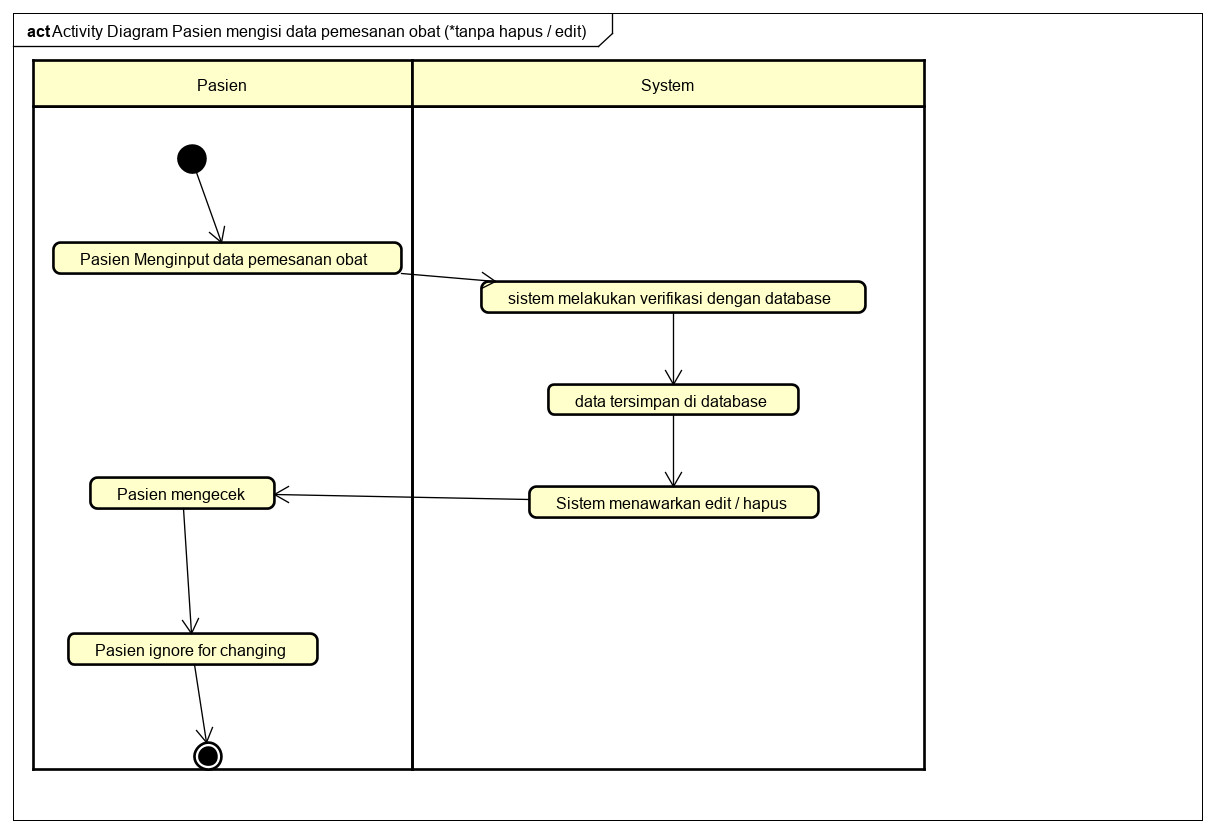 act Activity Diagram Pasien mengisi data pemesanan obat (*tanpa hapus / edit)
Pasien
System
Pasien Menginput data pemesanan obat
sistem melakukan verifikasi dengan database
data tersimpan di database
Pasien mengecek
Sistem menawarkan edit / hapus
Pasien ignore for changing